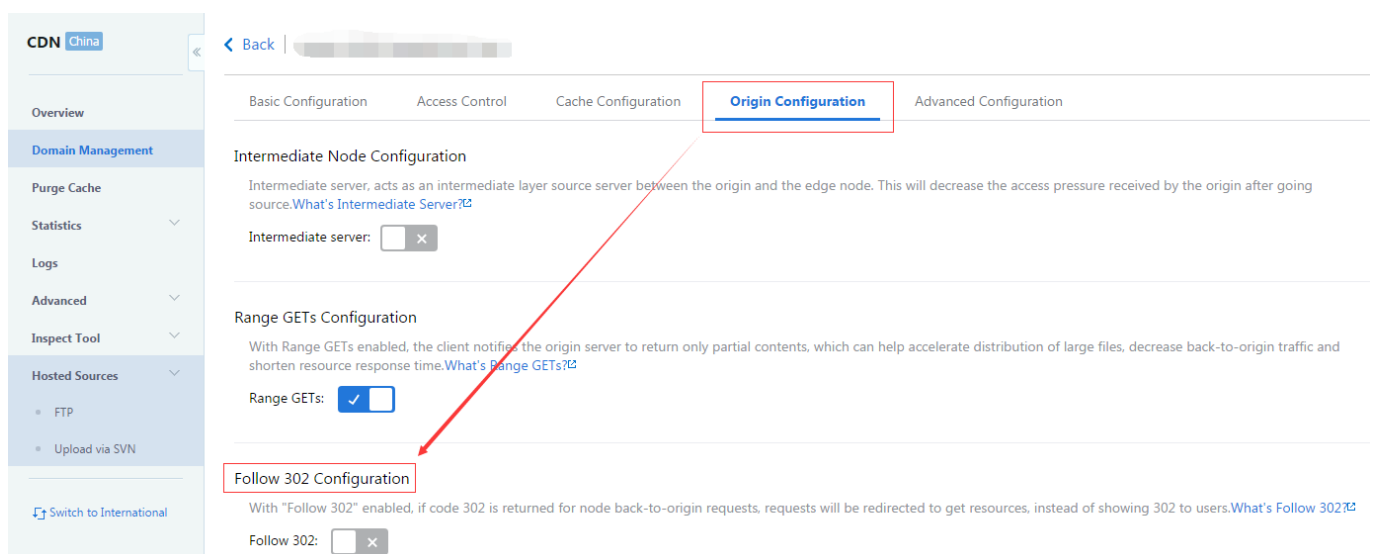 CDN China
«
Back
Overview
Domain Management
Purge Cache
Statistics
Logs
Advanced
Inspect Tool
Hosted Sources
FTP
Upload via SVN
Switch to International
Basic Configuration Access Control Cache Configuration Origin Configuration Advanced Configuration
Intermediate Node Configuration
Intermediate server, acts as an intermediate layer source server between the origin and the edge node. This will decrease the access pressure received by the origin after going
source.What's Intermediate Server?
Intermediate server:
Range GETs Configuration
With Range GETs enabled, the client notifies the origin server to return only partial contents, which can help accelerate distribution of large files, decrease back-to-origin traffic and
shorten resource response time.What's Range GETs?
Range GETs:
Follow 302 Configuration
With "Follow 302" enabled, if code 302 is returned for node back-to-origin requests, requests will be redirected to get resources, instead of showing 302 to users.What's Follow 302?
Follow 302: